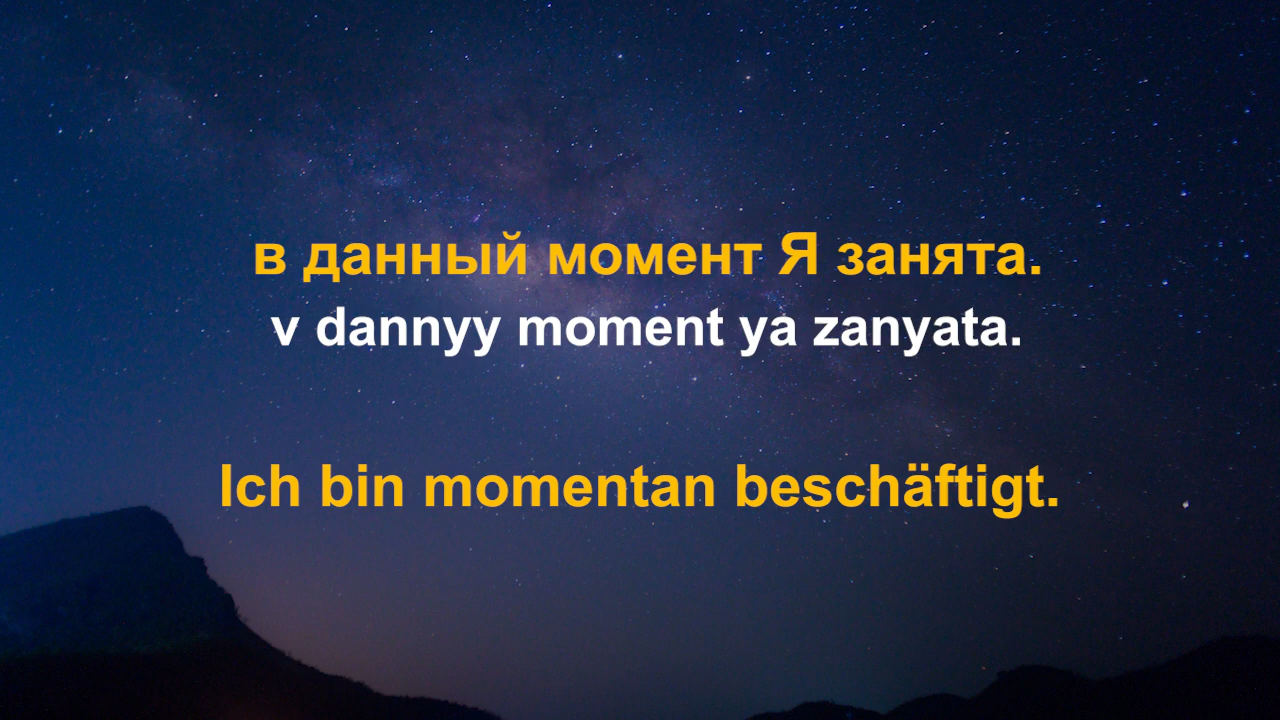 в данный момент Я занята.
v dannyy moment ya zanyata.
Ich bin momentan beschäftigt.